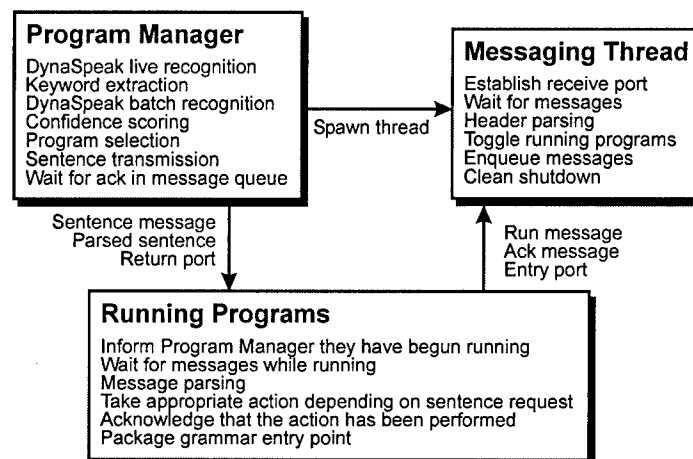 Program Manager
DynaSpeak live recognition
Keyword extraction
DynaSpeak batch recognition
Confidence scoring
Program selection
Sentence transmission
Wait for ack in message queue
Spawn thread
Messaging Thread
Establish receive port
Wait for messages
Header parsing
Toggle running programs
Enqueue messages
Clean shutdown
Sentence message
Parsed sentence
Return port
Run message
Ack message
Entry port
Running Programs
Inform Program Manager they have begun running
Wait for messages while running
Message parsing
Take appropriate action depending on sentence request
Acknowledge that the action has been performed
Package grammar entry point